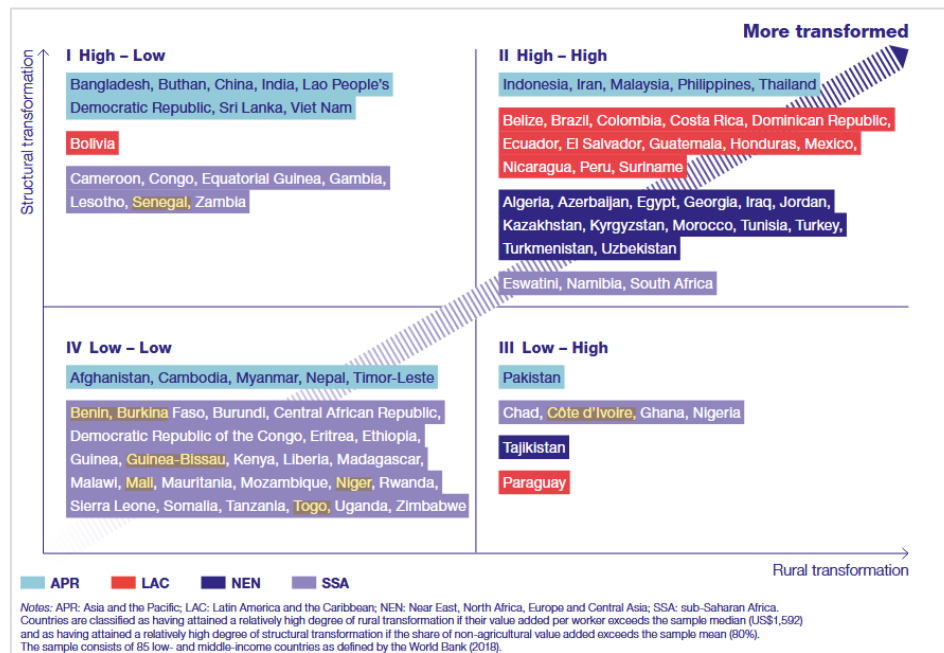 More transformed
Structural transformation
I High – Low
Bangladesh, Buthan, China, India, Lao People's
Democratic Republic, Sri Lanka, Viet Nam
Bolivia
Cameroon, Congo, Equatorial Guinea, Gambia,
Lesotho, Senegal, Zambia
II High – High
Indonesia, Iran, Malaysia, Philippines, Thailand
Belize, Brazil, Colombia, Costa Rica, Dominican Republic,
Ecuador, El Salvador, Guatemala, Honduras, Mexico,
Nicaragua, Peru, Suriname
Algeria, Azerbaijan, Egypt, Georgia, Iraq, Jordan,
Kazakhstan, Kyrgyzstan, Morocco, Tunisia, Turkey,
Turkmenistan, Uzbekistan
Eswatini, Namibia, South Africa
IV Low – Low
Afghanistan, Cambodia, Myanmar, Nepal, Timor-Leste
Benin, Burkina Faso, Burundi, Central African Republic,
Democratic Republic of the Congo, Eritrea, Ethiopia,
Guinea, Guinea-Bissau, Kenya, Liberia, Madagascar,
Malawi, Mali, Mauritania, Mozambique, Niger, Rwanda,
Sierra Leone, Somalia, Tanzania, Togo, Uganda, Zimbabwe
III Low – High
Pakistan
Chad, Côte d'Ivoire, Ghana, Nigeria
Tajikistan
Paraguay
Rural transformation
APR LAC NEN SSA
Notes: APR: Asia and the Pacific; LAC: Latin America and the Caribbean; NEN: Near East, North Africa, Europe and Central Asia; SSA: sub-Saharan Africa.
Countries are classified as having attained a relatively high degree of rural transformation if their value added per worker exceeds the sample median (US$1,592)
and as having attained a relatively high degree of structural transformation if the share of non-agricultural value added exceeds the sample mean (80%).
The sample consists of 85 low- and middle-income countries as defined by the World Bank (2018).